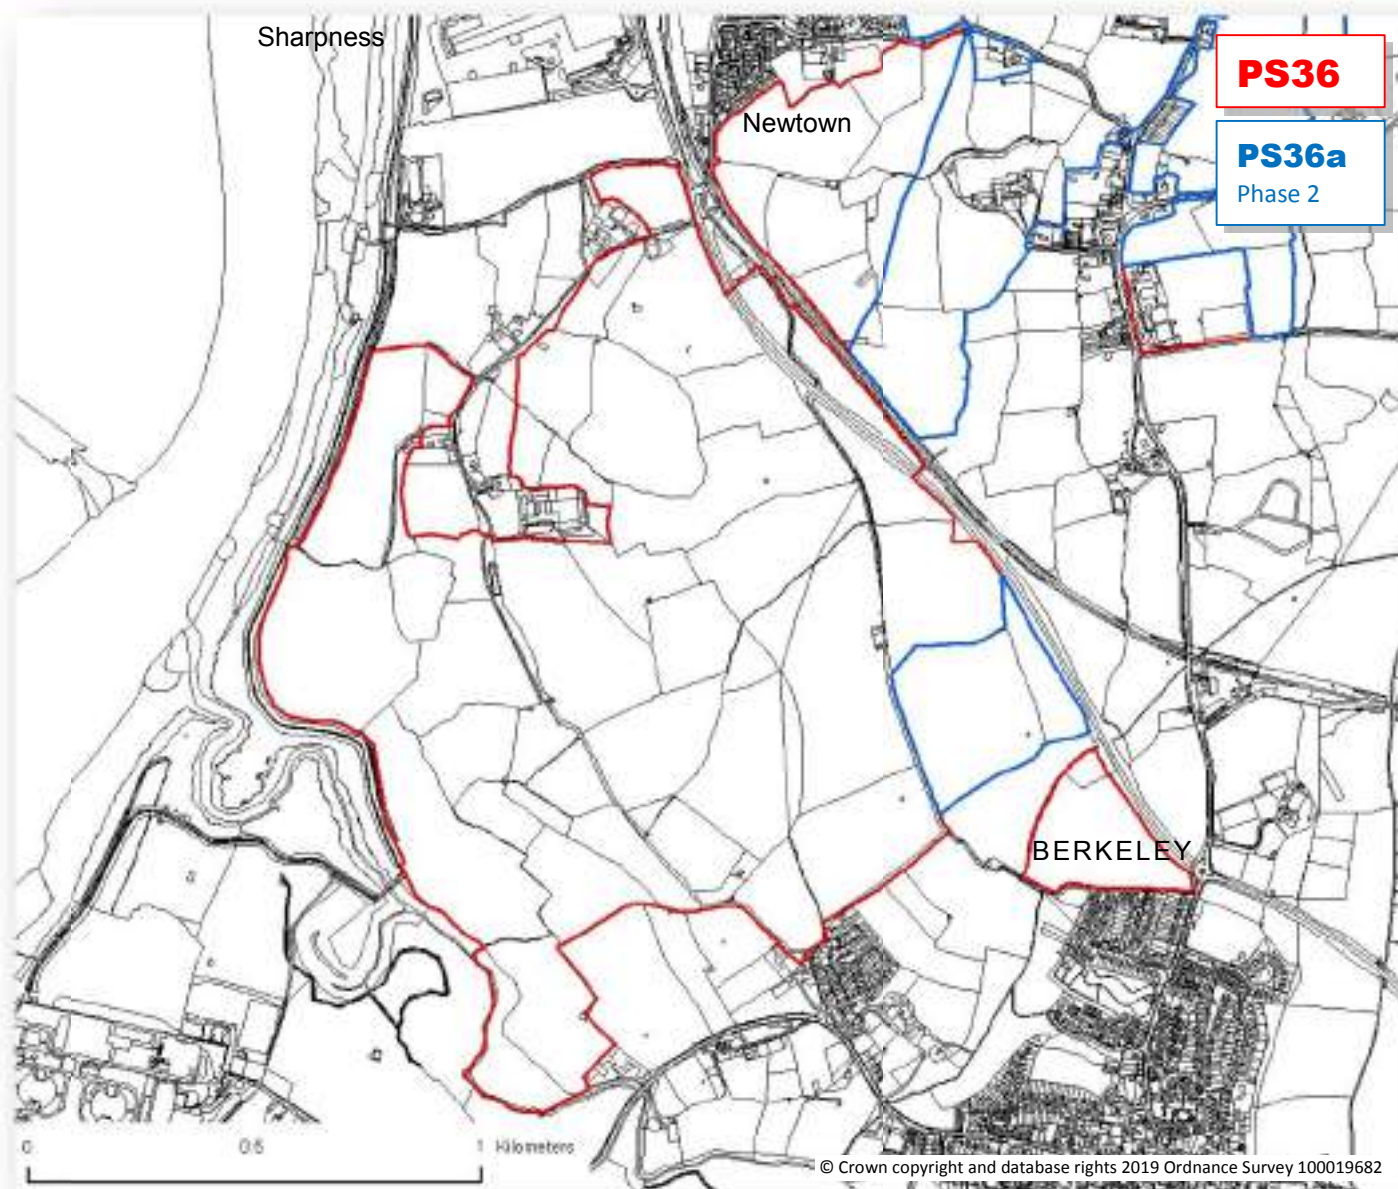 Sharpness
PS36
Newtown
PS36a
Phase 2
BERKELEY
0 0.5 1 Kilometers
© Crown copyright and database rights 2019 Ordnance Survey 100019682